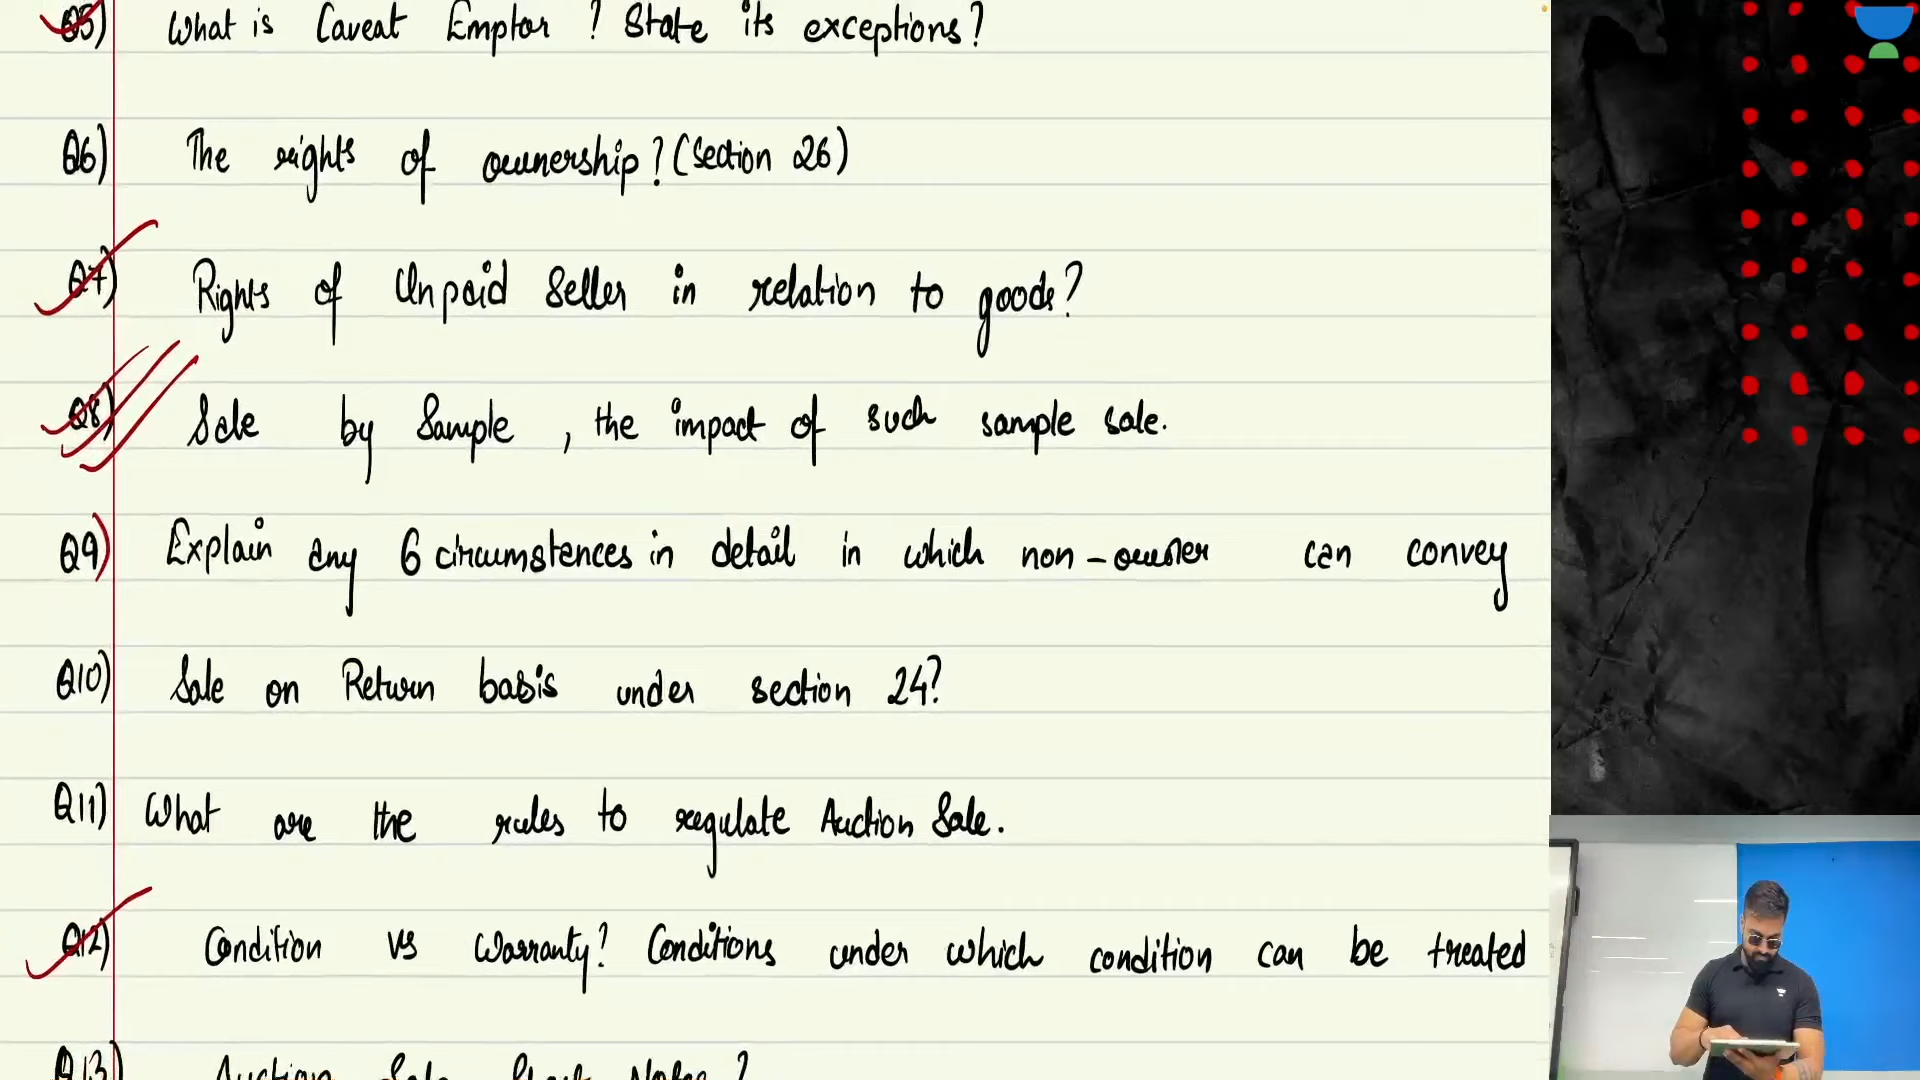 Q5) What is Caveat Emptor ? State its exceptions?
Q6) The rights of ownership? (Section 26)
Q7) Rights of Unpaid Seller in relation to goods?
Q8) Sale by Sample , the impact of such sample sale.
Q9) Explain any 6 circumstences in detail in which non-owner can convey
Q10) Sale on Return basis under section 24?
Q11) What are the rules to regulate Auction Sale.
Q12) Condition vs Warranty? Conditions under which condition can be treated
Q13) Auction Sale Short Notes?